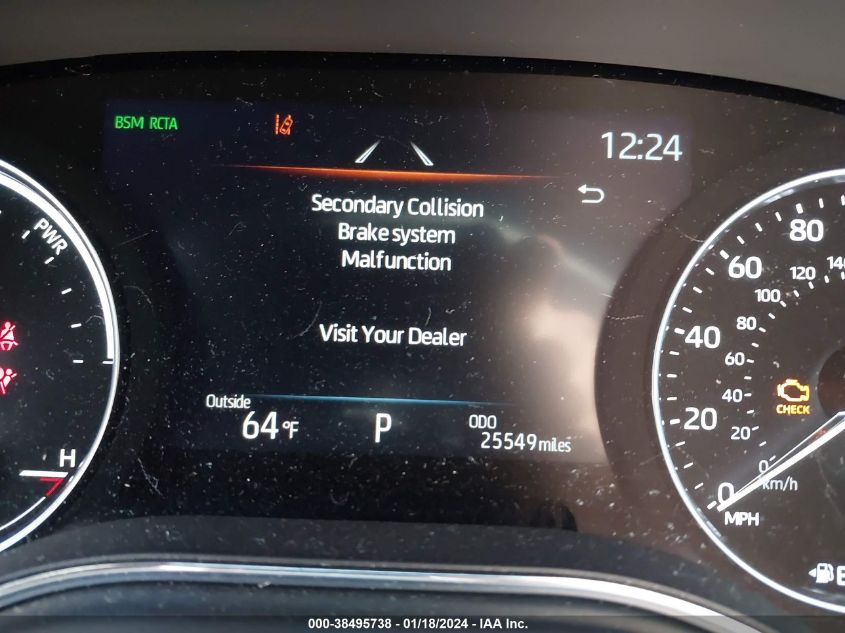 BSM RCTA
12:24
Secondary Collision
Brake system
Malfunction
Visit Your Dealer
Outside
64°F
P
ODO
25549 miles
PWR
H
80
60
40
20
0
MPH
140
120
100
80
60
40
20
0
km/h
CHECK
E
000-38495738 - 01/18/2024 - IAA Inc.